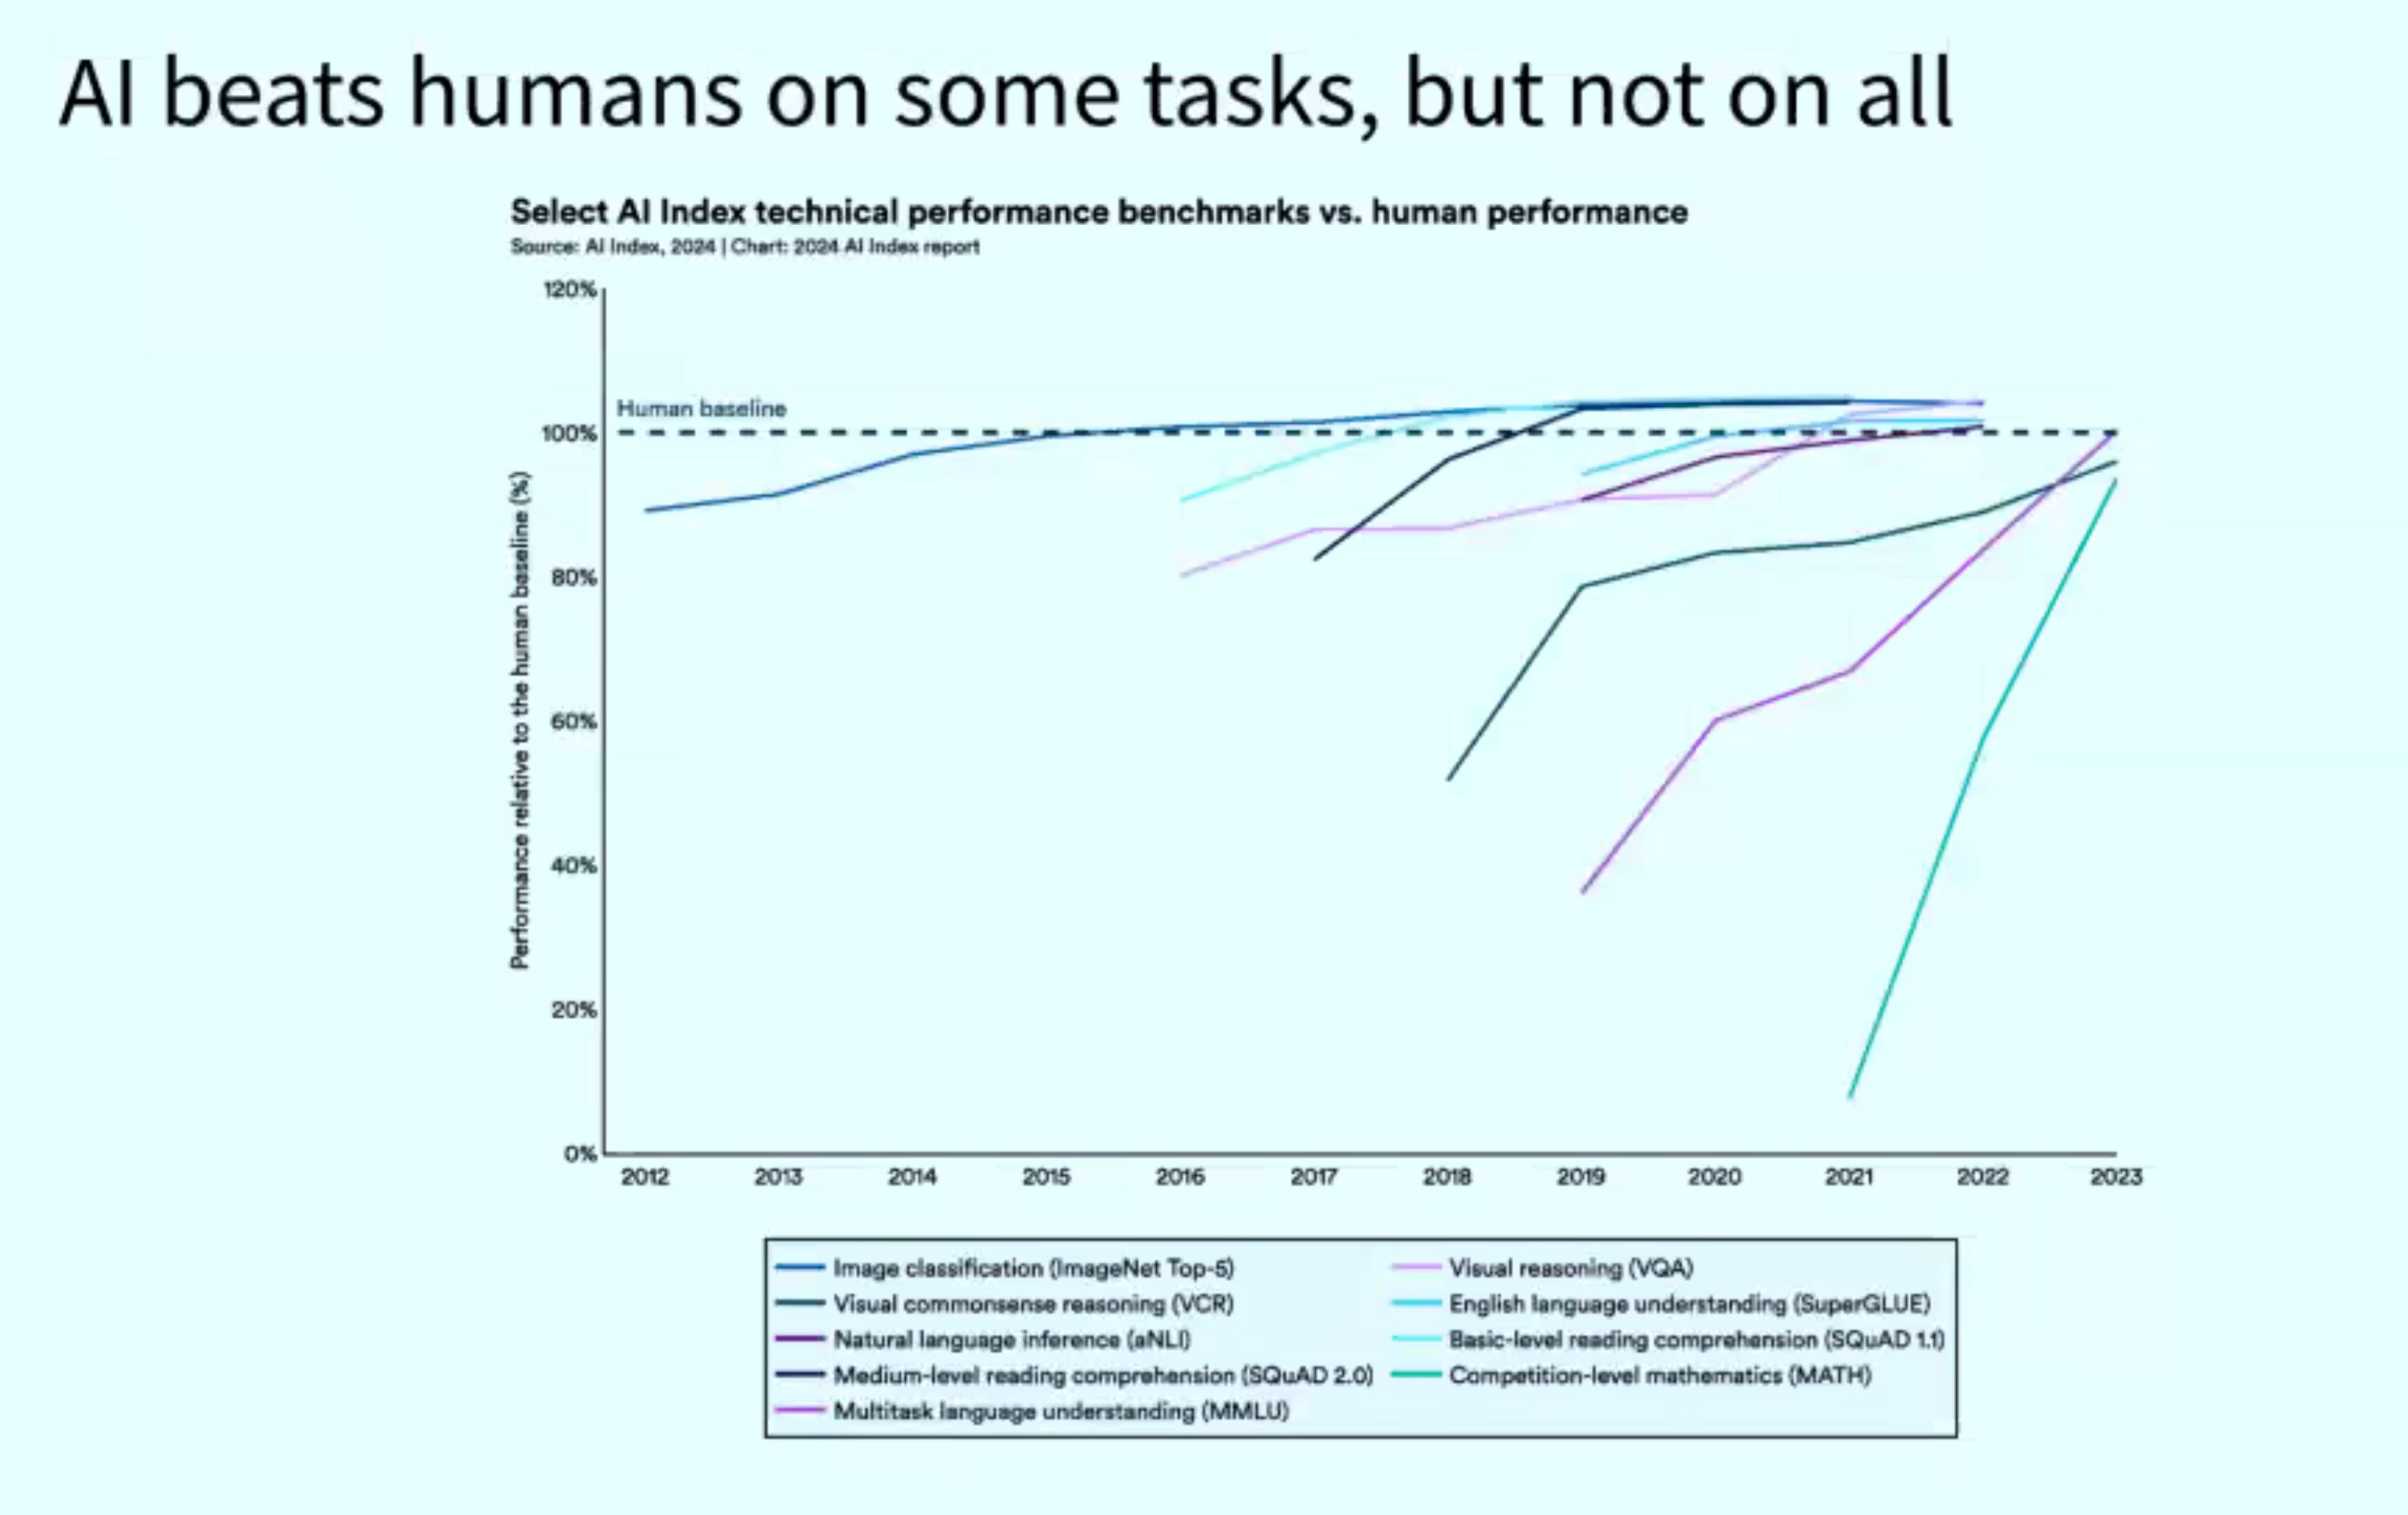 AI beats humans on some tasks, but not on all
Select AI Index technical performance benchmarks vs. human performance
Source: AI Index, 2024 | Chart: 2024 AI Index report
Performance relative to the human baseline (%)
120%
100%
80%
60%
40%
20%
0%
Human baseline
2012 2013 2014 2015 2016 2017 2018 2019 2020 2021 2022 2023
Image classification (ImageNet Top-5)
Visual commonsense reasoning (VCR)
Natural language inference (aNLI)
Medium-level reading comprehension (SQuAD 2.0)
Multitask language understanding (MMLU)
Visual reasoning (VQA)
English language understanding (SuperGLUE)
Basic-level reading comprehension (SQuAD 1.1)
Competition-level mathematics (MATH)